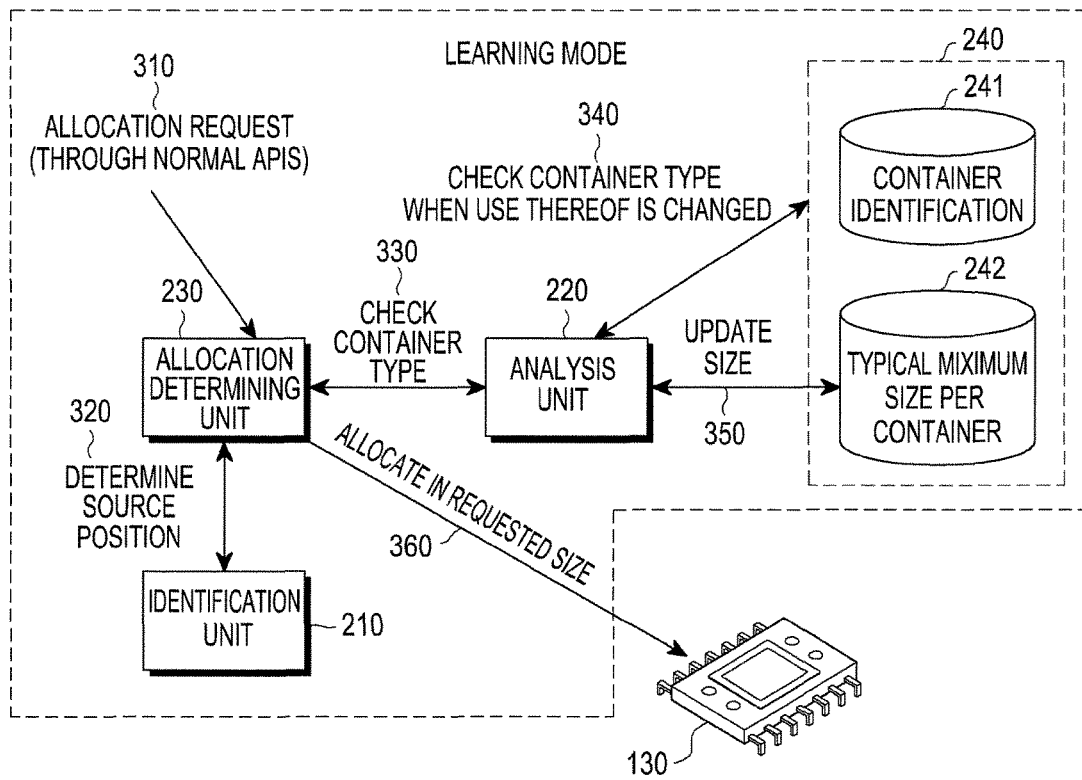 LEARNING MODE
240
310
241
ALLOCATION REQUEST
(THROUGH NORMAL APIS)
340
CHECK CONTAINER TYPE
WHEN USE THEREOF IS CHANGED
CONTAINER
IDENTIFICATION
330
242
230
CHECK
CONTAINER
TYPE
220
UPDATE
SIZE
ALLOCATION
DETERMINING
UNIT
ANALYSIS
UNIT
TYPICAL MIXIMUM
SIZE PER
CONTAINER
350
320
DETERMINE
SOURCE
POSITION
ALLOCATE IN REQUESTED SIZE
360
IDENTIFICATION
UNIT
210
130